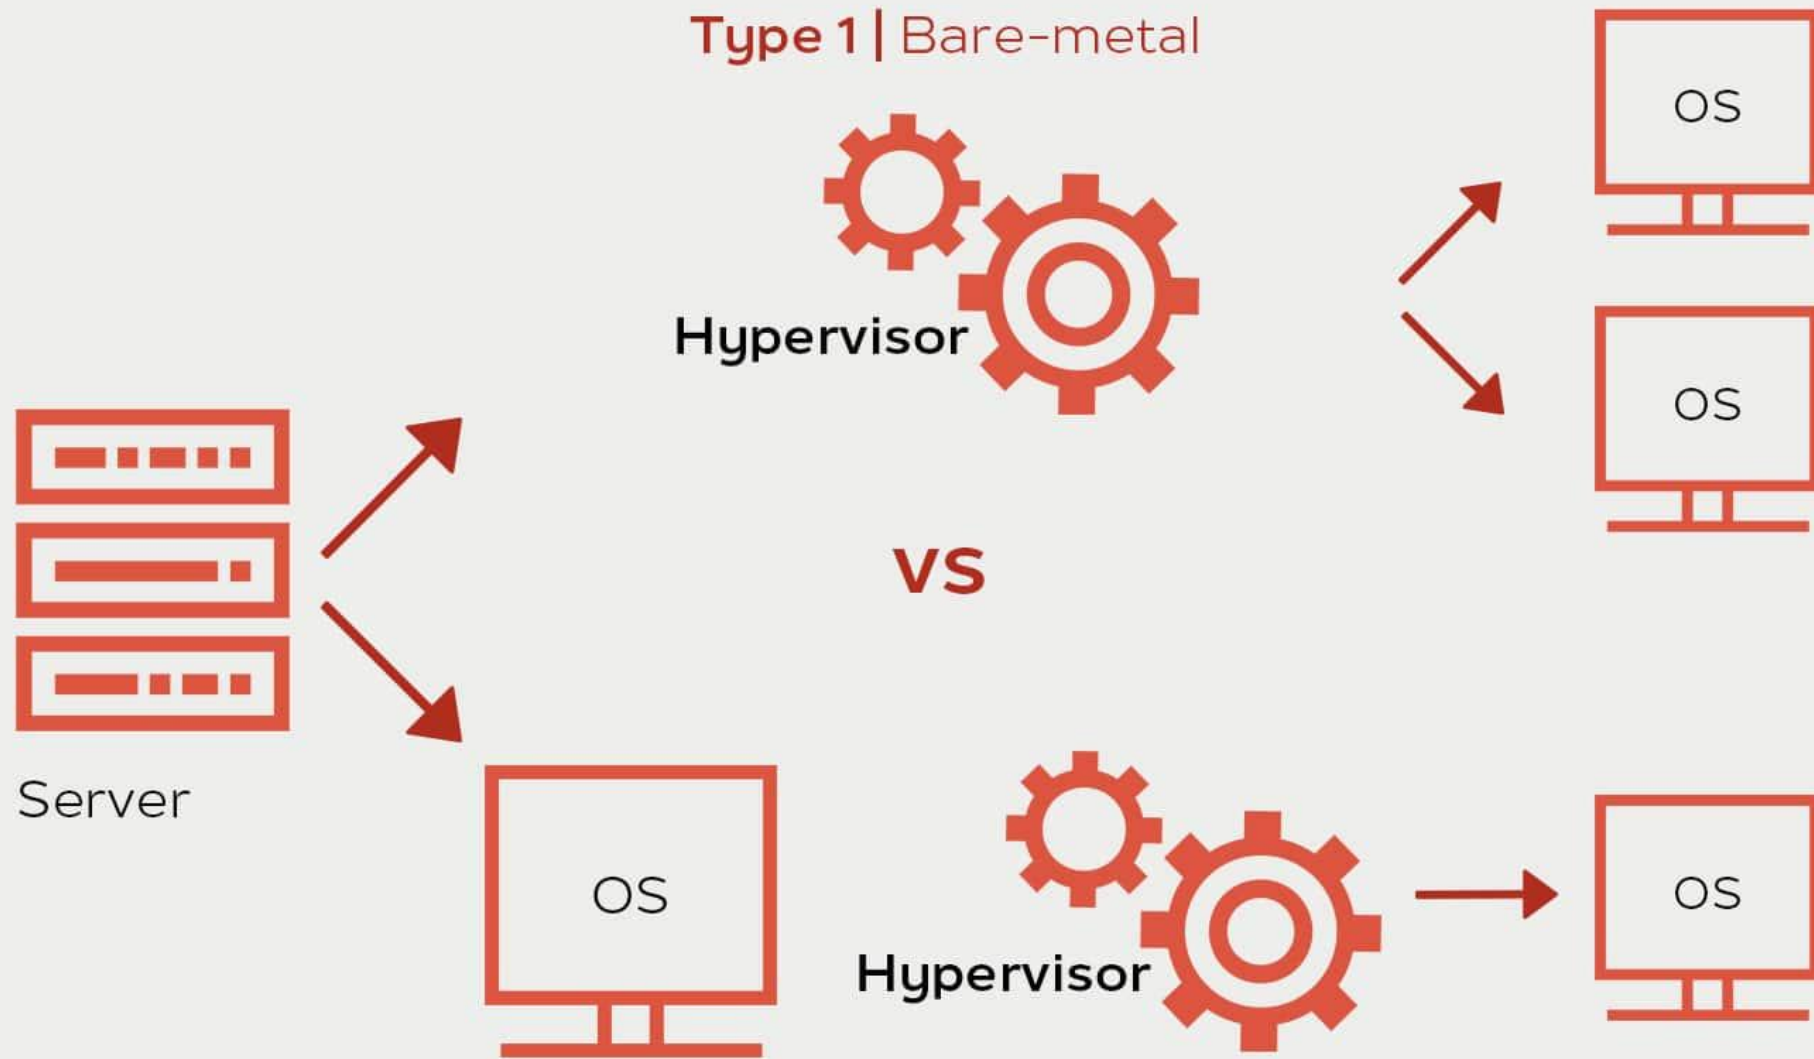 Type 1 | Bare-metal
OS
Hypervisor
OS
vs
Server
OS
Hypervisor
OS